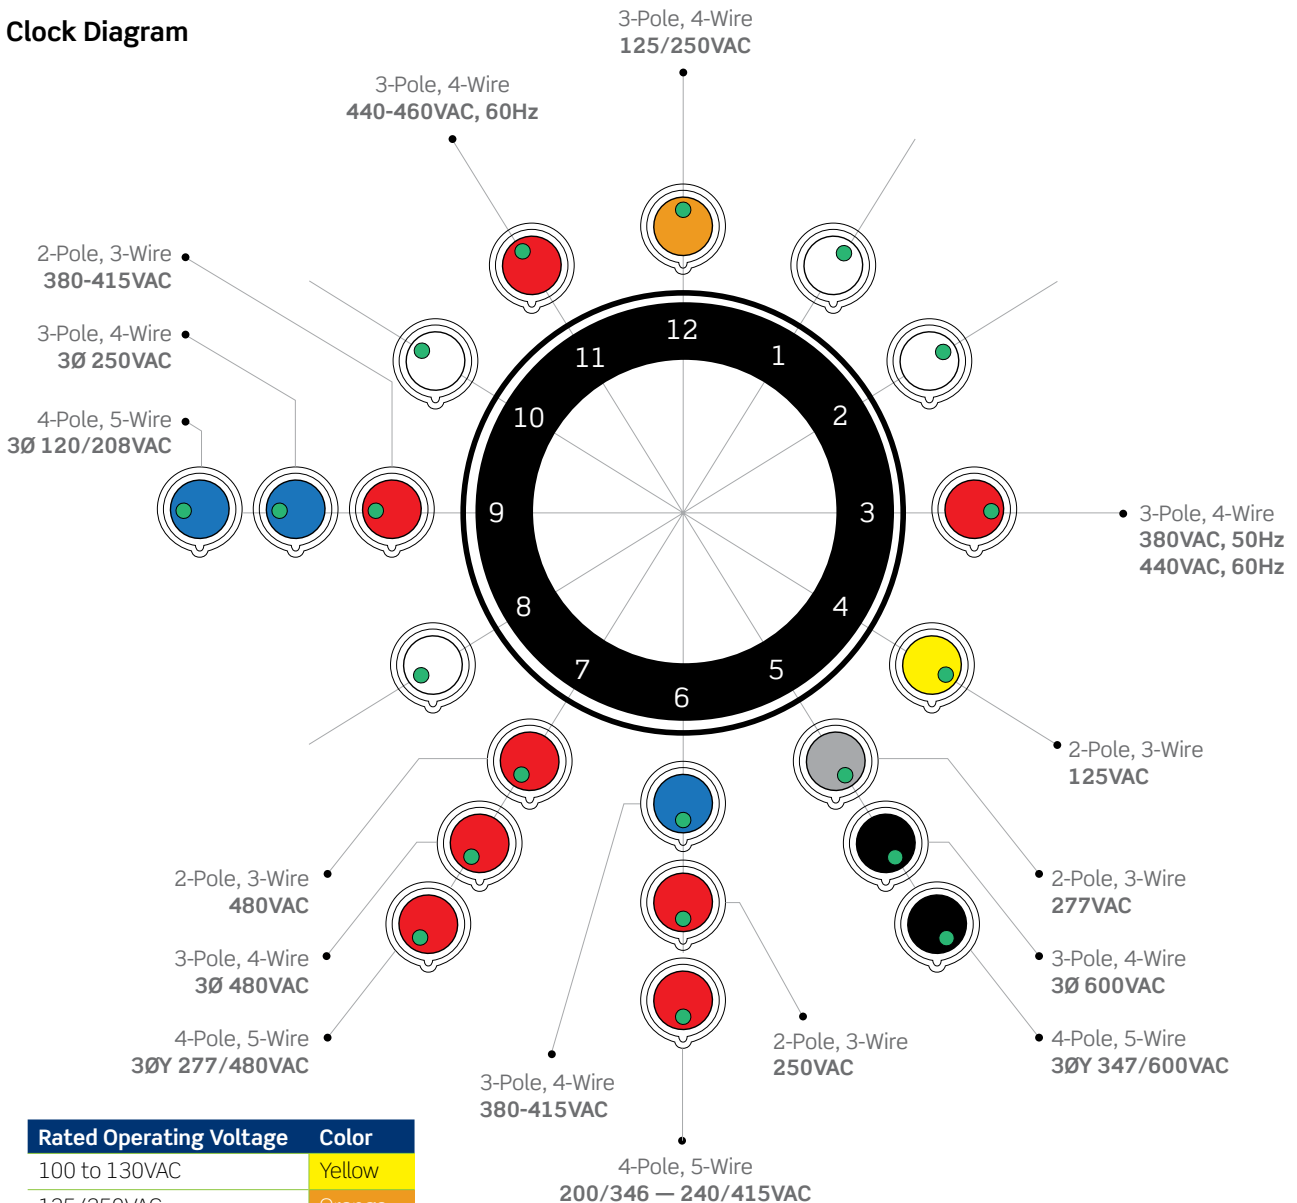 Clock Diagram
3-Pole, 4-Wire
125/250VAC
3-Pole, 4-Wire
440-460VAC, 60Hz
2-Pole, 3-Wire
380-415VAC
3-Pole, 4-Wire
3Ø 250VAC
4-Pole, 5-Wire
3Ø 120/208VAC
12
1
2
3
4
5
6
7
8
9
10
11
3-Pole, 4-Wire
380VAC, 50Hz
440VAC, 60Hz
2-Pole, 3-Wire
125VAC
2-Pole, 3-Wire
277VAC
3-Pole, 4-Wire
3Ø 600VAC
4-Pole, 5-Wire
3ØY 347/600VAC
2-Pole, 3-Wire
480VAC
3-Pole, 4-Wire
3Ø 480VAC
4-Pole, 5-Wire
3ØY 277/480VAC
2-Pole, 3-Wire
250VAC
3-Pole, 4-Wire
380-415VAC
4-Pole, 5-Wire
200/346 — 240/415VAC
Rated Operating Voltage Color
100 to 130VAC Yellow
125/250VAC Orange